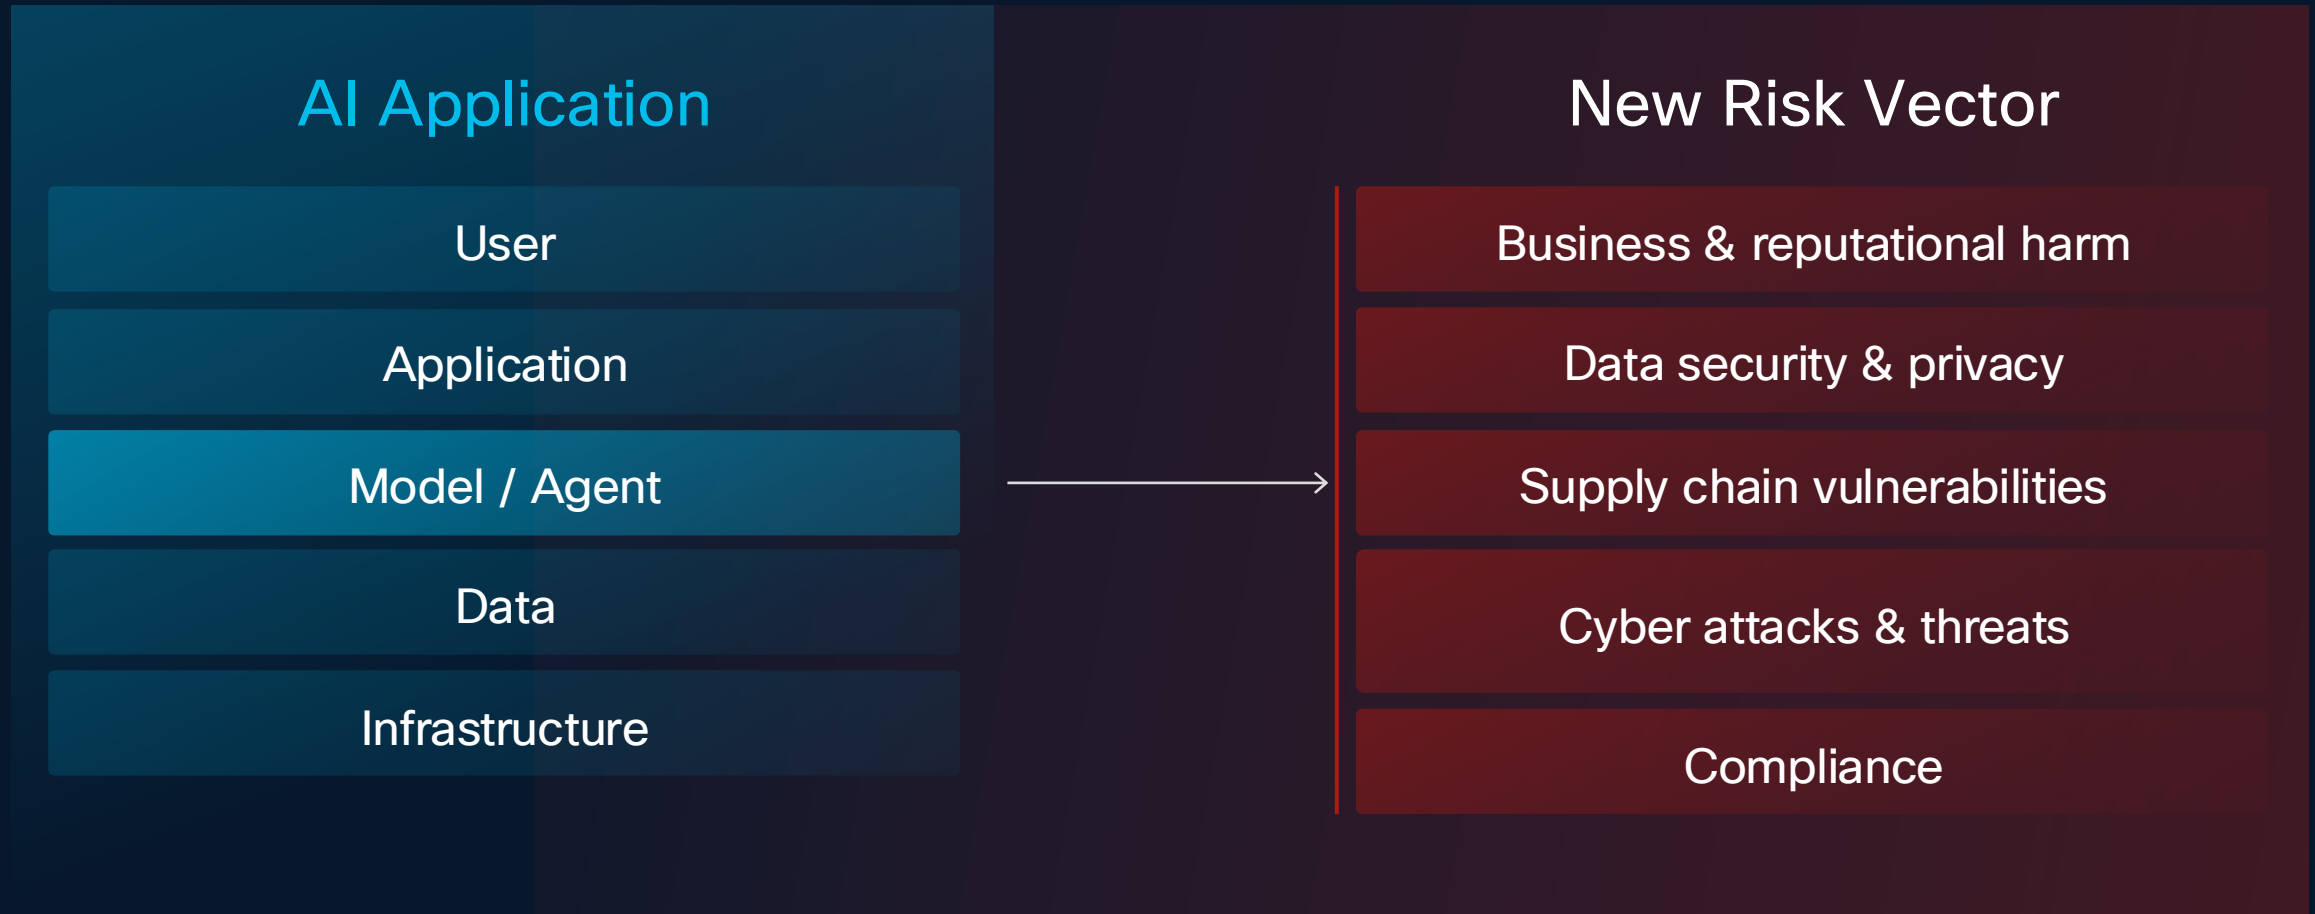 AI Application
User
Application
Model / Agent
Data
Infrastructure
New Risk Vector
Business & reputational harm
Data security & privacy
Supply chain vulnerabilities
Cyber attacks & threats
Compliance